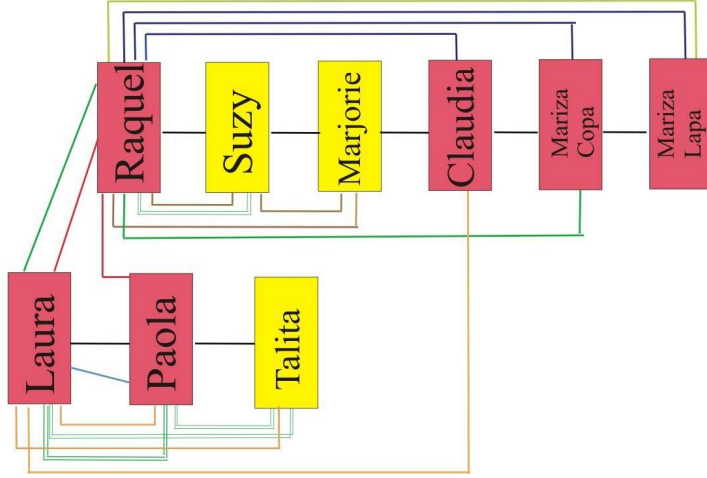 Raquel
Suzy
Marjorie
Claudia
Mariza
Copa
Mariza
Lapa
Laura
Paola
Talita